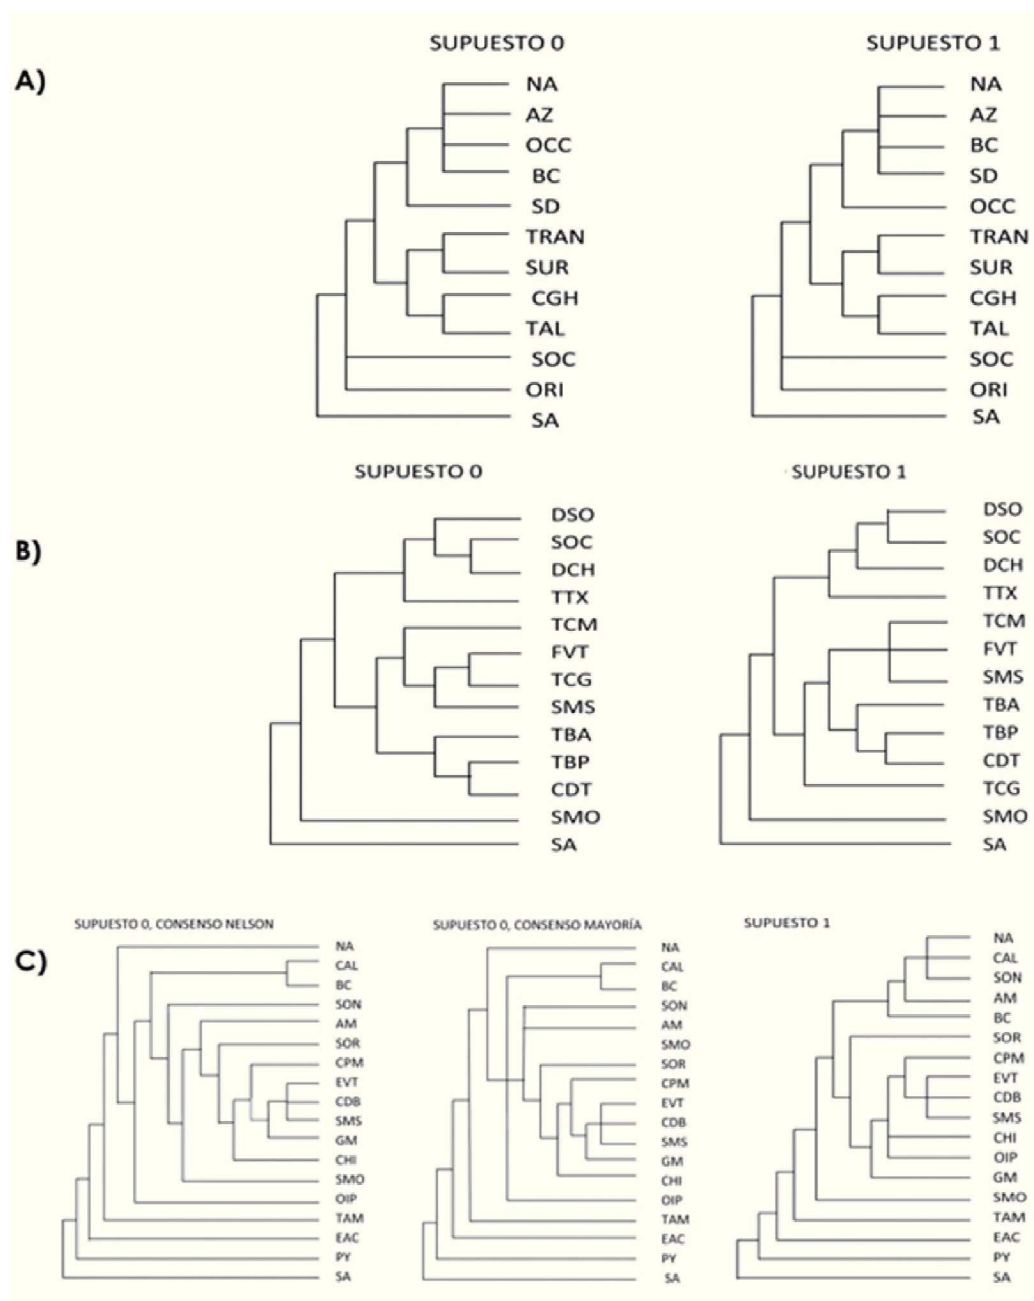 SUPUESTO 0
SUPUESTO 1
A)
NA
AZ
OCC
BC
SD
TRAN
SUR
CGH
TAL
SOC
ORI
SA
NA
AZ
BC
SD
OCC
TRAN
SUR
CGH
TAL
SOC
ORI
SA
SUPUESTO 0
SUPUESTO 1
B)
DSO
SOC
DCH
TTX
TCM
FVT
TCG
SMS
TBA
TBP
CDT
SMO
SA
DSO
SOC
DCH
TTX
TCM
FVT
SMS
TBA
TBP
CDT
TCG
SMO
SA
SUPUESTO 0, CONSENSO NELSON
SUPUESTO 0, CONSENSO MAYORÍA
SUPUESTO 1
C)
NA
CAL
BC
SON
AM
SOR
CPM
EVT
CDB
SMS
GM
CHI
SMO
OIP
TAM
EAC
PY
SA
NA
CAL
BC
SON
AM
SMO
SOR
CPM
EVT
CDB
SMS
GM
CHI
OIP
TAM
EAC
PY
SA
NA
CAL
SON
AM
BC
SOR
CPM
EVT
CDB
SMS
CHI
OIP
GM
SMO
TAM
EAC
PY
SA